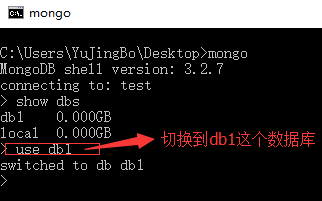 mongo
C:\Users\YuJingBo\Desktop>mongo
MongoDB shell version: 3.2.7
connecting to: test
> show dbs
db1    0.000GB
local  0.000GB
> use db1
切换到db1这个数据库
switched to db db1
>